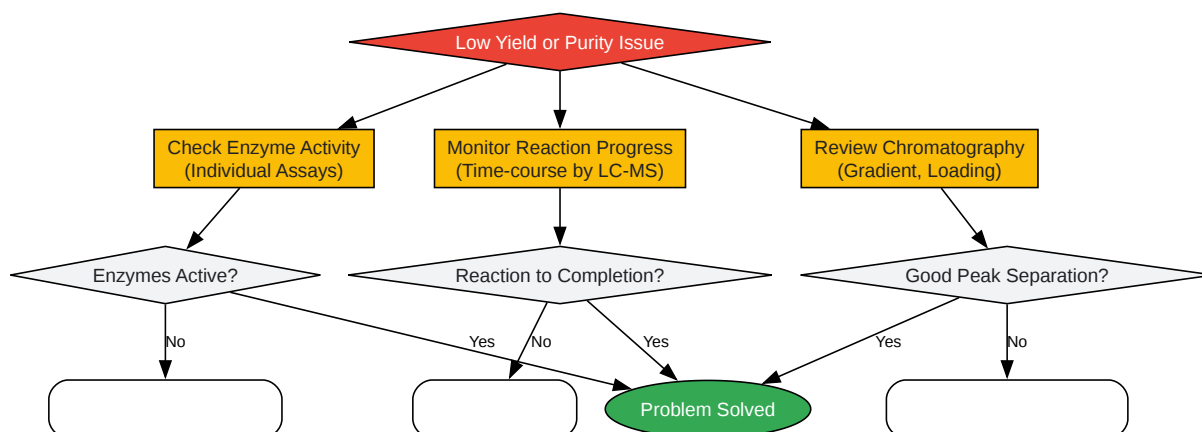 Low Yield or Purity Issue
Check Enzyme Activity
(Individual Assays)
Monitor Reaction Progress
(Time-course by LC-MS)
Review Chromatography
(Gradient, Loading)
Enzymes Active?
Reaction to Completion?
Good Peak Separation?
No
Yes
No
Yes
Yes
No
Problem Solved